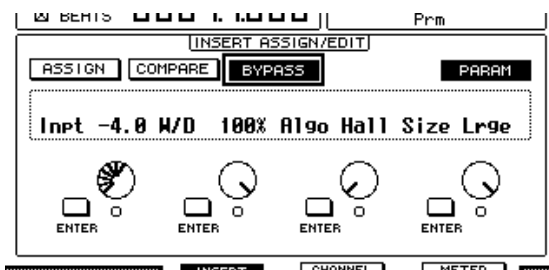 BEATS Prm
INSERT ASSIGN/EDIT
ASSIGN COMPARE BYPASS PARAM
Inpt -4.0 W/D 100% Algo Hall Size Lrge
ENTER ENTER ENTER ENTER
INSERT CHANNEL METER